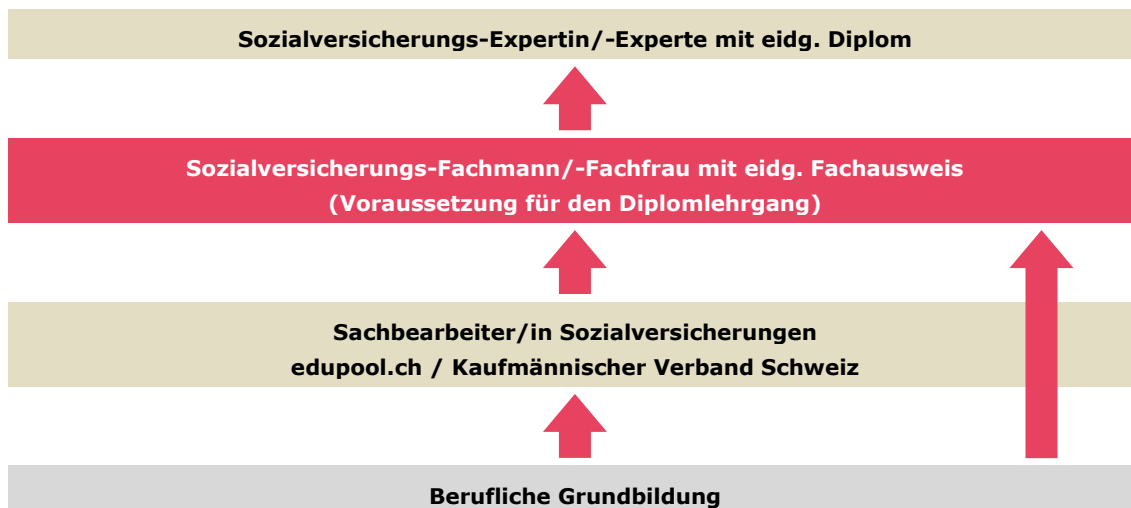 Sozialversicherungs-Expertin/-Experte mit eidg. Diplom
Sozialversicherungs-Fachmann/-Fachfrau mit eidg. Fachausweis
(Voraussetzung für den Diplomlehrgang)
Sachbearbeiter/in Sozialversicherungen
edupool.ch / Kaufmännischer Verband Schweiz
Berufliche Grundbildung